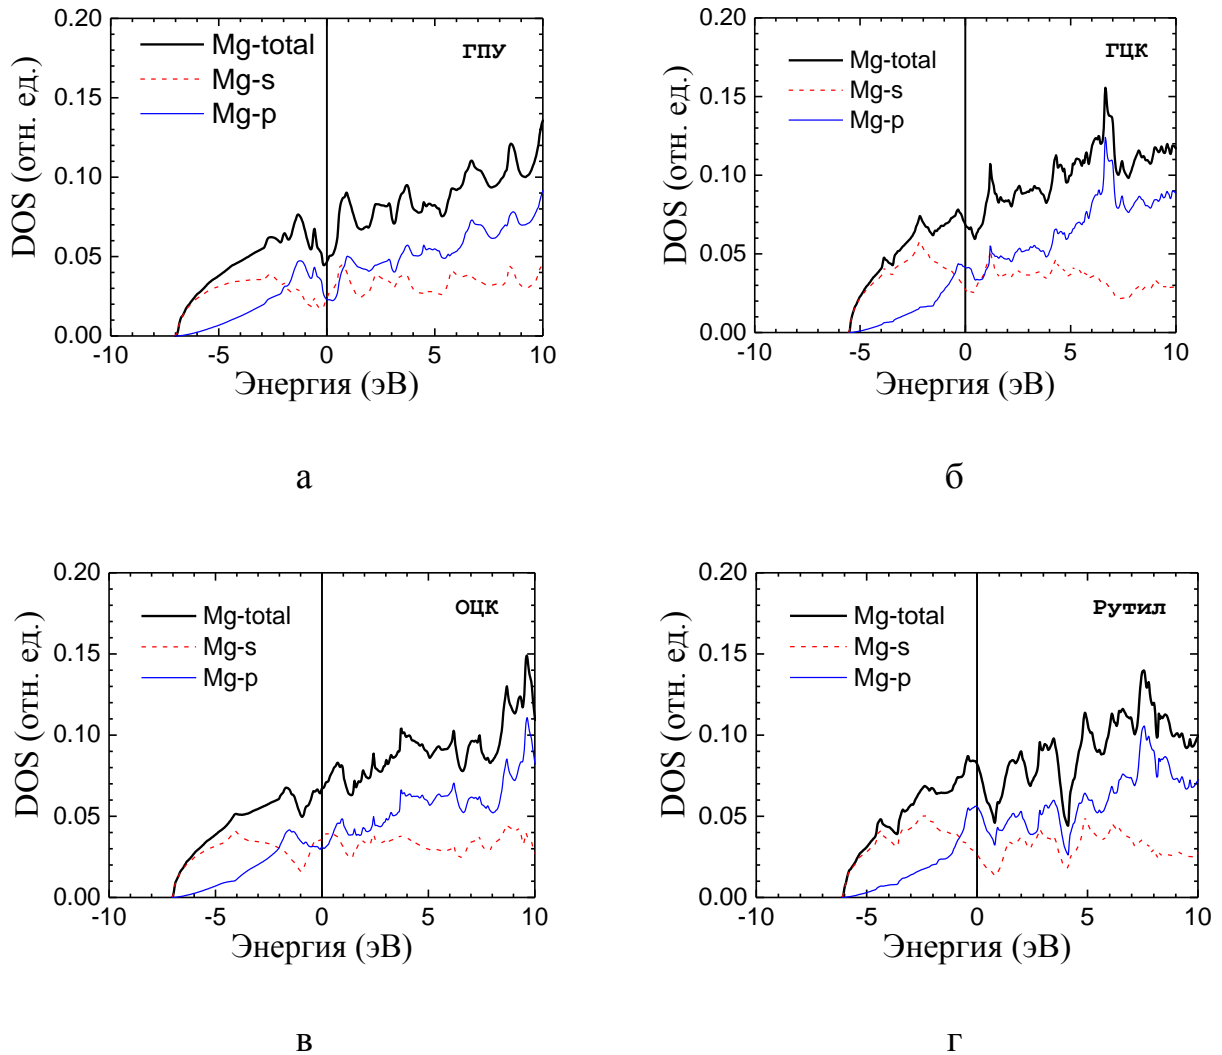 DOS (отн. ед.)
0.20
0.15
0.10
0.05
0.00
Mg-total
Mg-s
Mg-p
ГПУ
-10
-5
0
5
10
Энергия (эВ)
а
DOS (отн. ед.)
0.20
0.15
0.10
0.05
0.00
Mg-total
Mg-s
Mg-p
ГЦК
-10
-5
0
5
10
Энергия (эВ)
б
DOS (отн. ед.)
0.20
0.15
0.10
0.05
0.00
Mg-total
Mg-s
Mg-p
ОЦК
-10
-5
0
5
10
Энергия (эВ)
в
DOS (отн. ед.)
0.20
0.15
0.10
0.05
0.00
Mg-total
Mg-s
Mg-p
Рутил
-10
-5
0
5
10
Энергия (эВ)
г